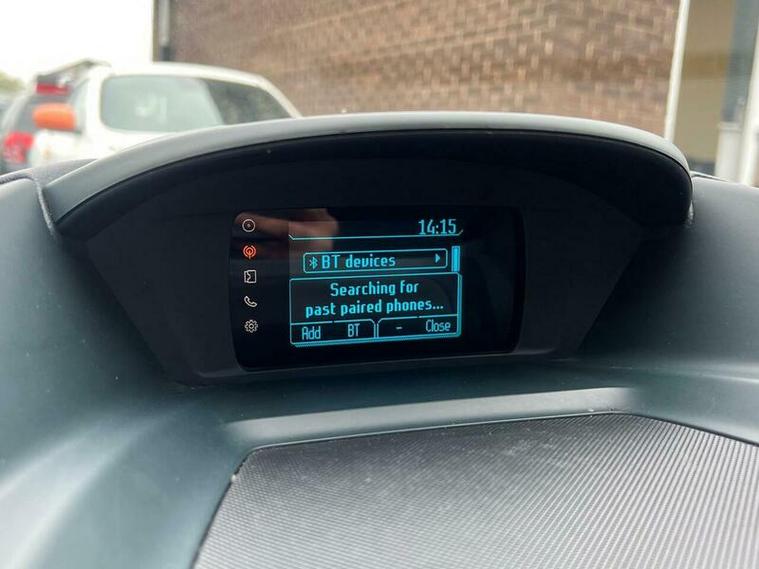 14:15
BT devices
Searching for
past paired phones...
Add BT - Close